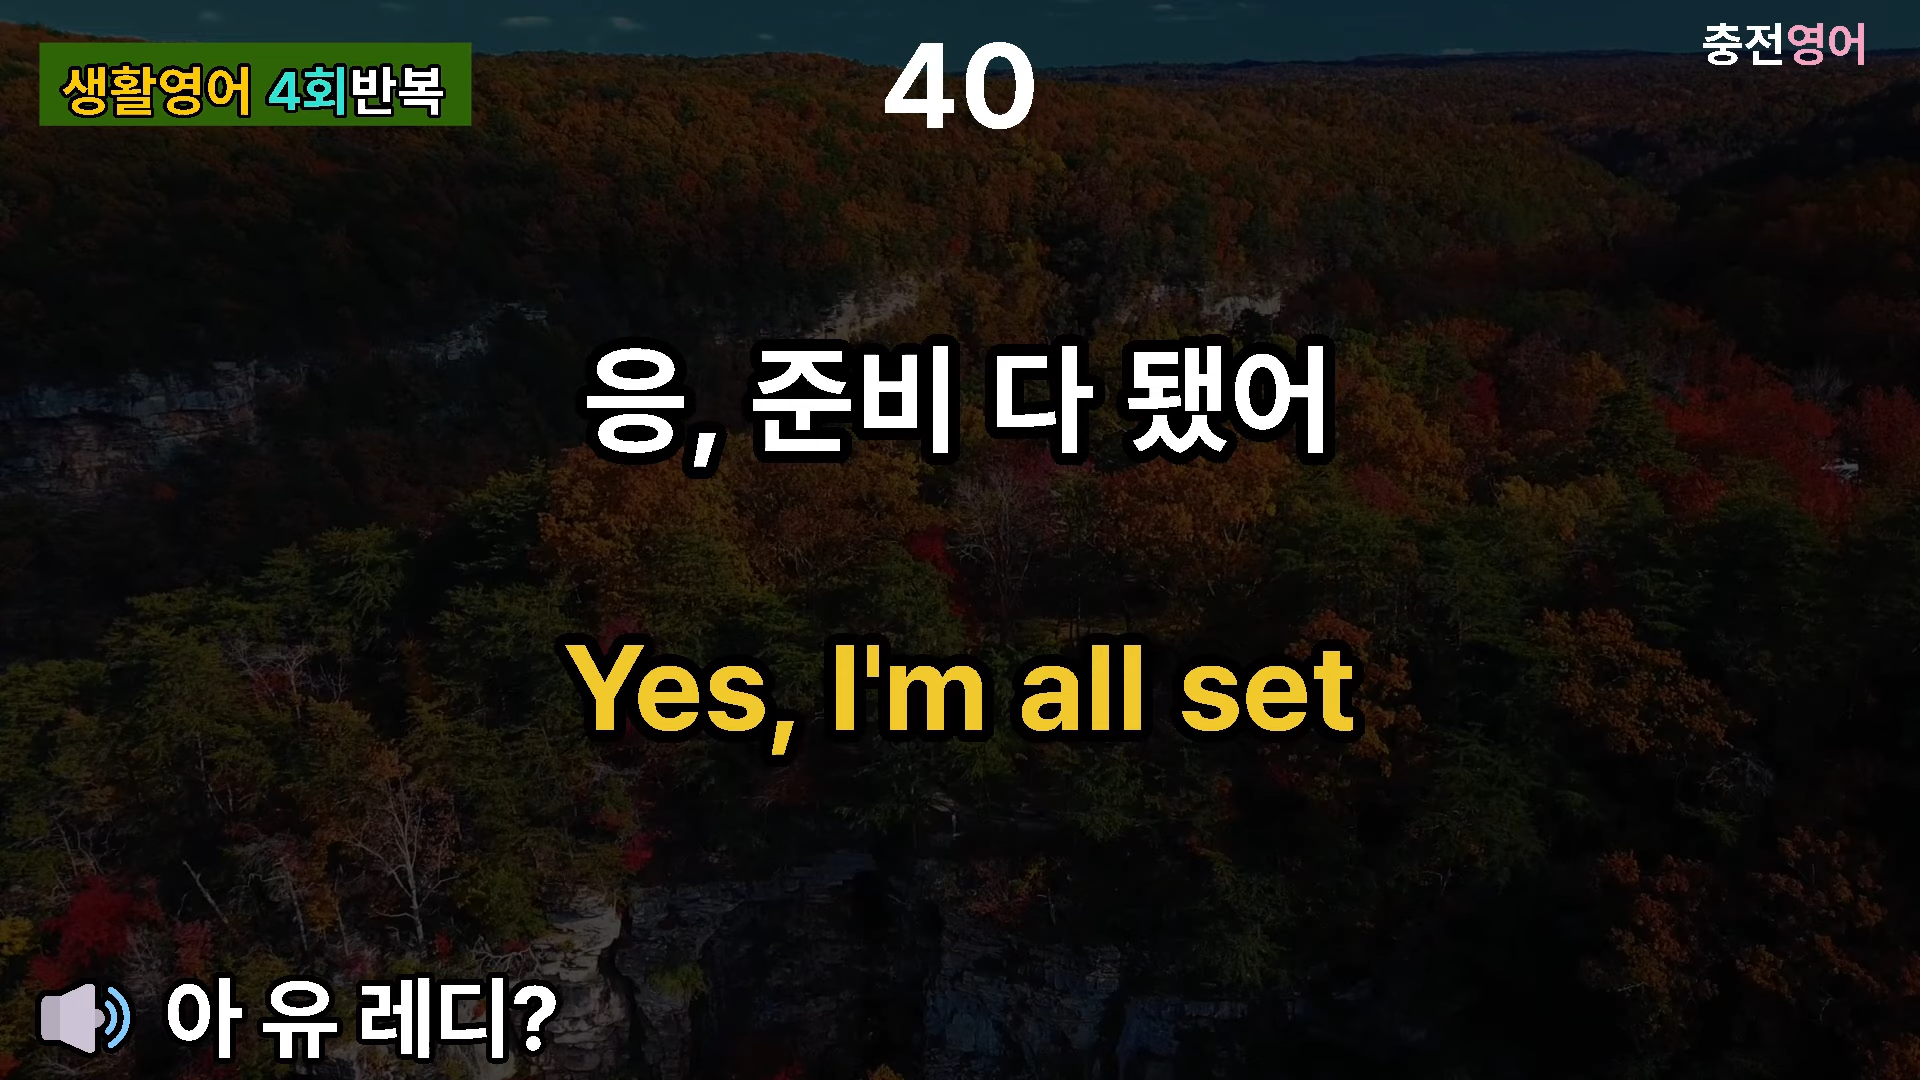 생활영어 4회반복
40
충전영어
응, 준비 다 됐어
Yes, I'm all set
아 유 레디?